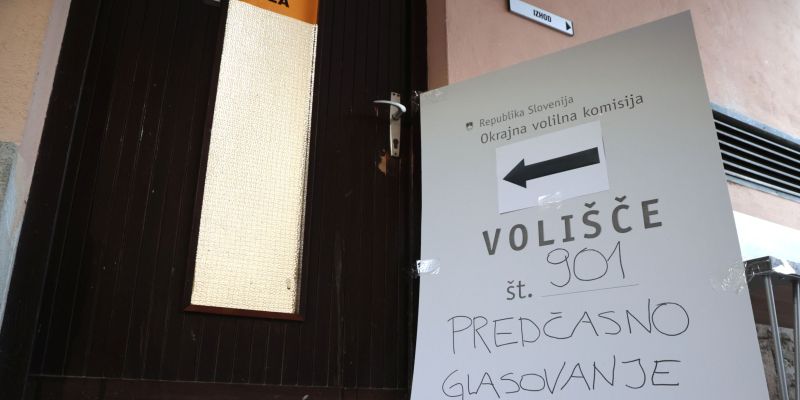 IZHOD
Republika Slovenija
Okrajna volilna komisija
VOLIŠČE
št. 901
PREDČASNO
GLASOVANJE